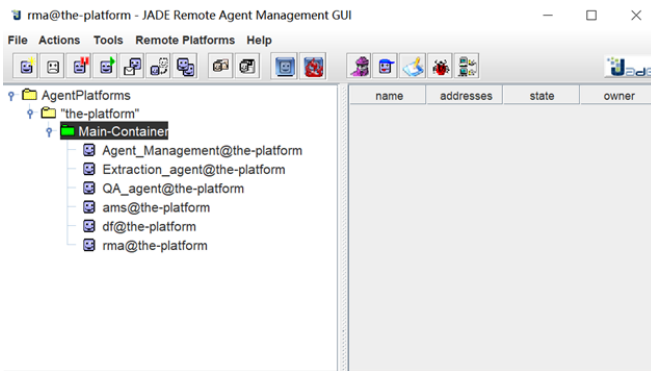 rma@the-platform - JADE Remote Agent Management GUI
File Actions Tools Remote Platforms Help
Jade
AgentPlatforms
"the-platform"
Main-Container
Agent_Management@the-platform
Extraction_agent@the-platform
QA_agent@the-platform
ams@the-platform
df@the-platform
rma@the-platform
name addresses state owner